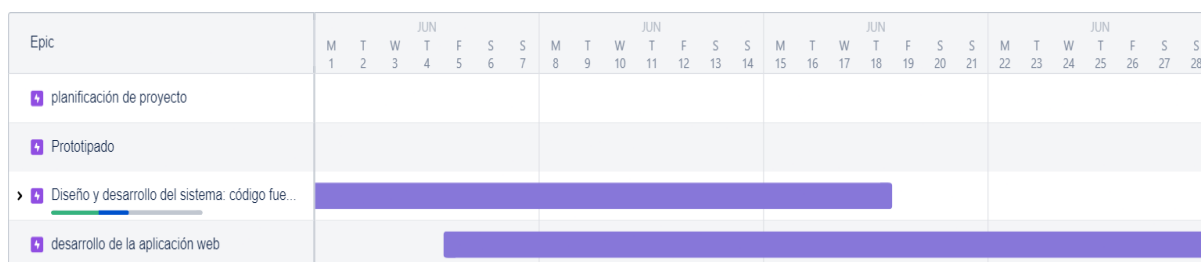 JUN JUN JUN JUN
Epic
M T W T F S S M T W T F S S M T W T F S S M T W T F S S
1 2 3 4 5 6 7 8 9 10 11 12 13 14 15 16 17 18 19 20 21 22 23 24 25 26 27 28
planificación de proyecto
Prototipado
Diseño y desarrollo del sistema: código fue...
desarrollo de la aplicación web